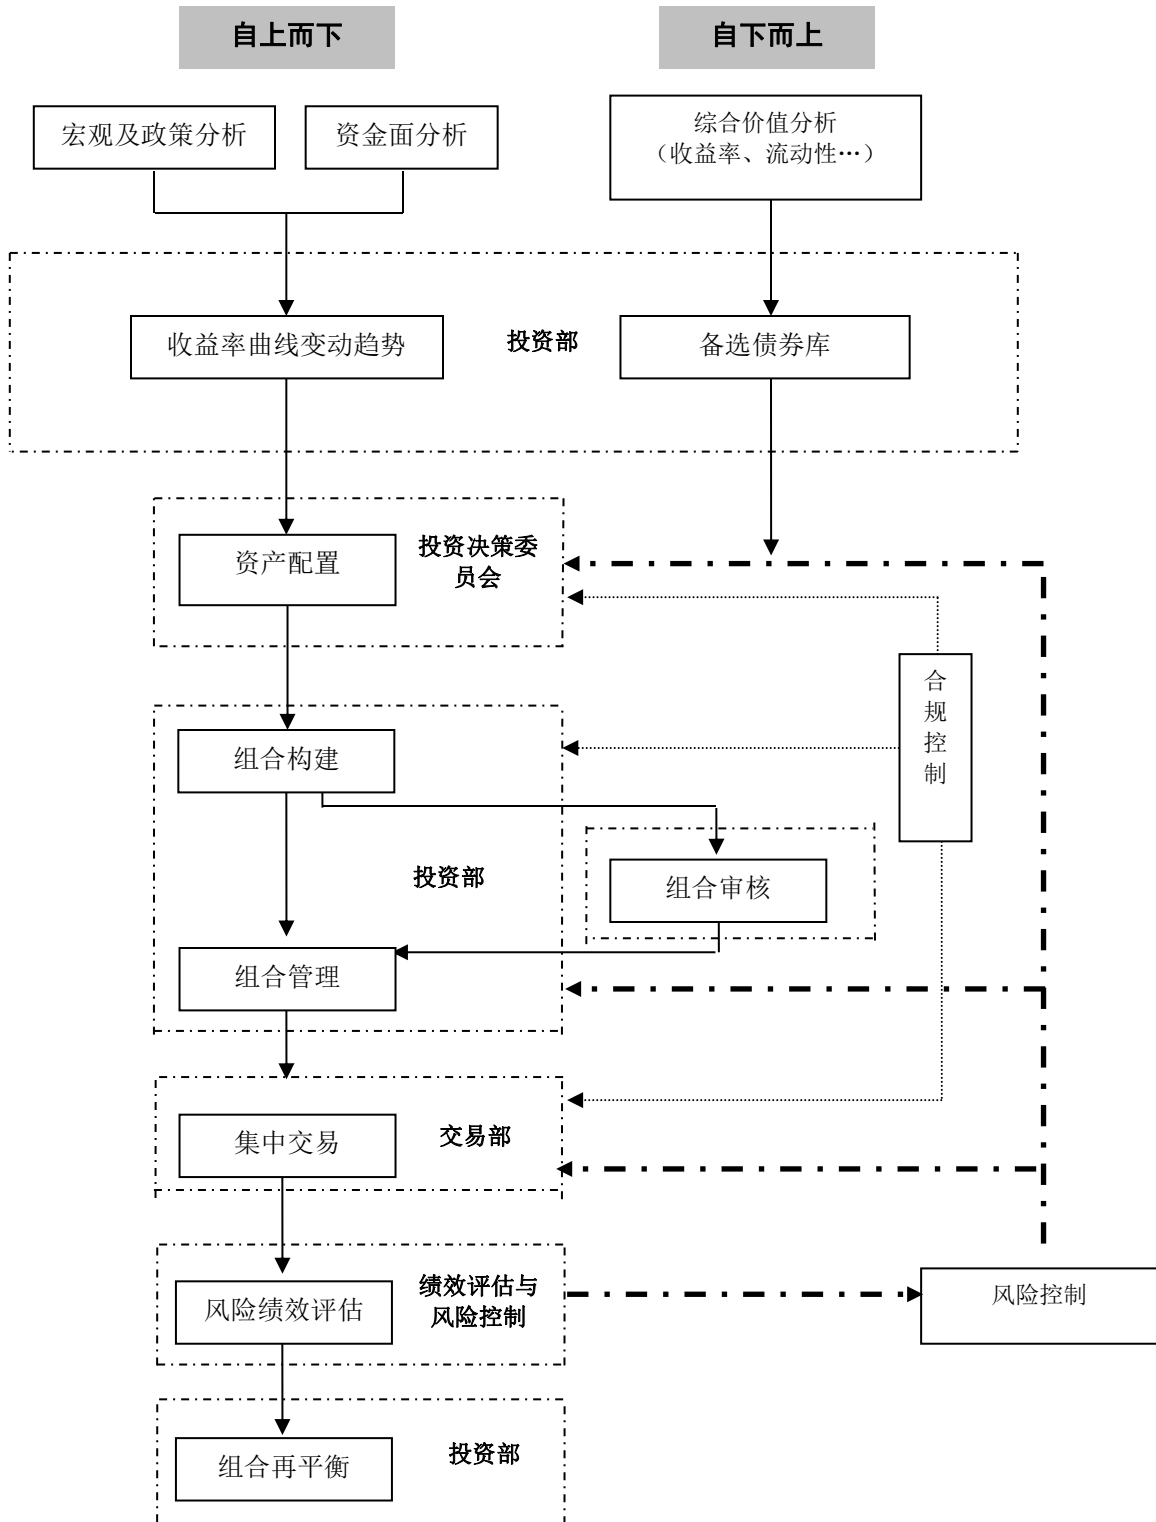 自上而下
自下而上
宏观及政策分析
资金面分析
综合价值分析
（收益率、流动性…）
收益率曲线变动趋势
投资部
备选债券库
资产配置
投资决策委
员会
合
规
控
制
组合构建
投资部
组合审核
组合管理
集中交易
交易部
风险绩效评估
绩效评估与
风险控制
风险控制
组合再平衡
投资部